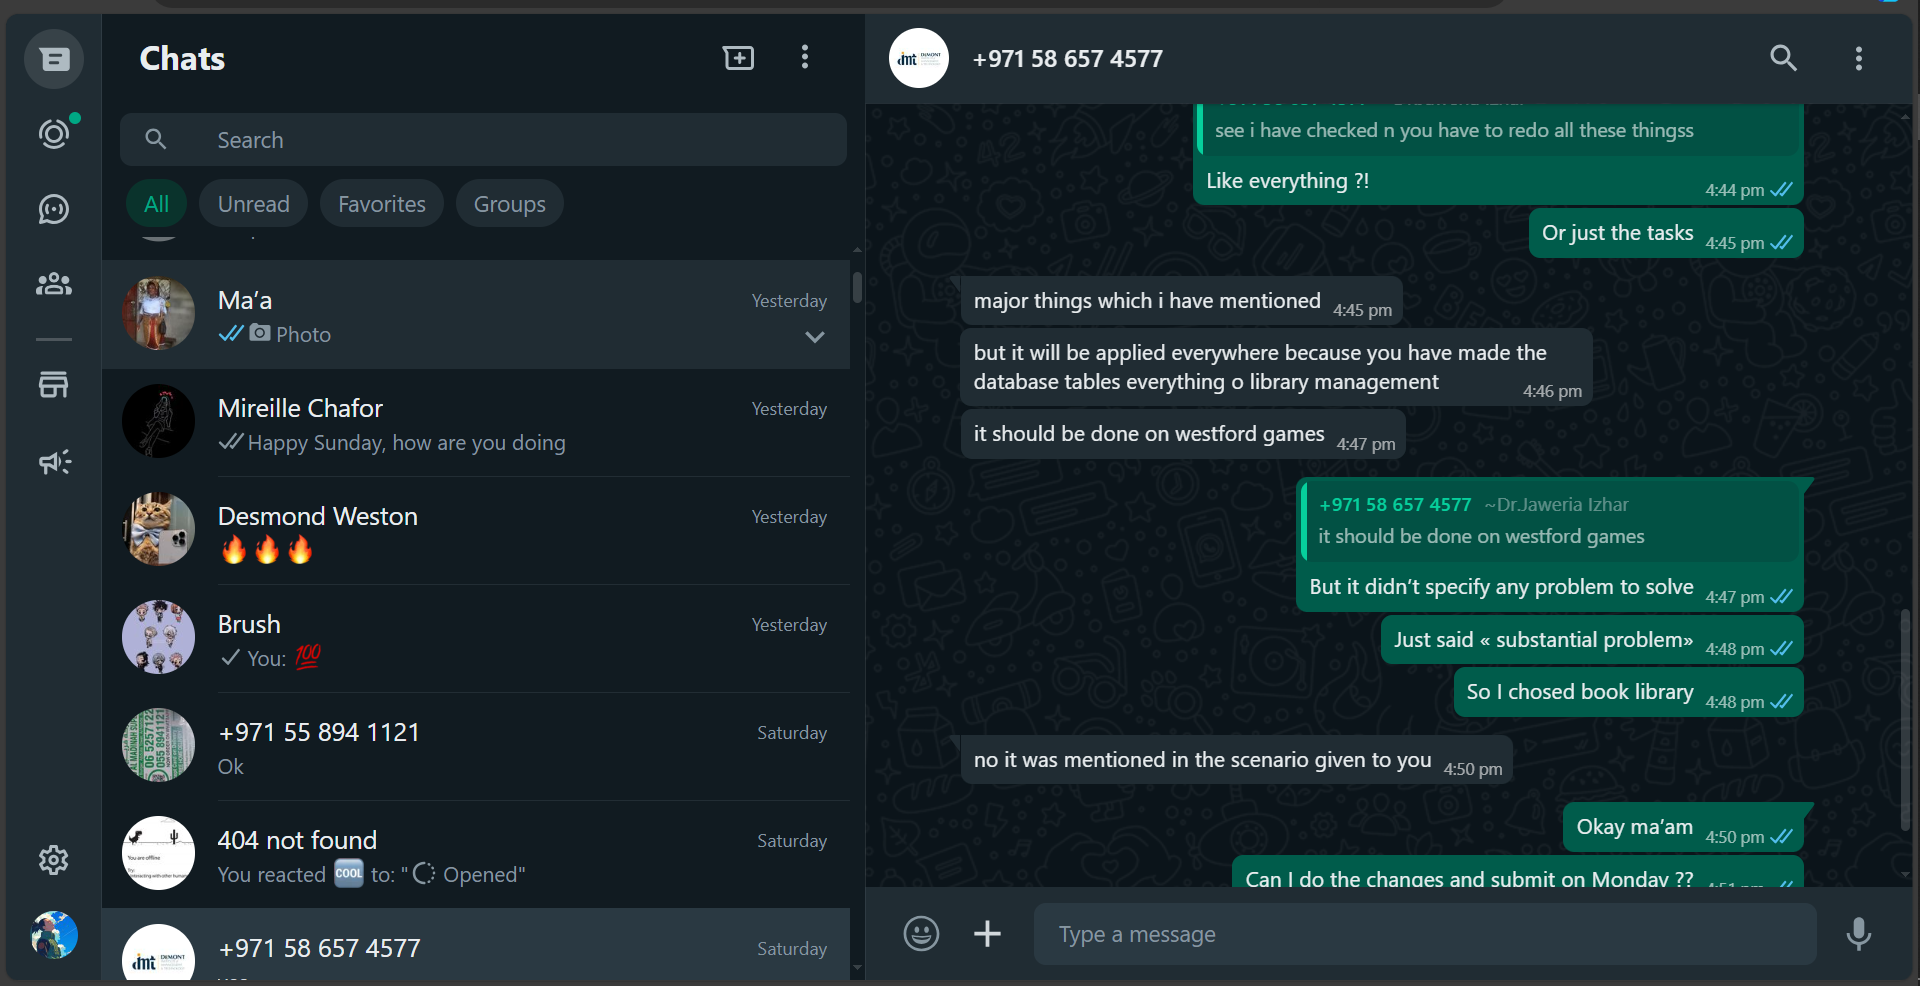 Chats
Search
All
Unread
Favorites
Groups
Ma’a
Yesterday
Photo
Mireille Chafor
Yesterday
Happy Sunday, how are you doing
Desmond Weston
Yesterday
🔥🔥🔥
Brush
Yesterday
You: 💯
+971 55 894 1121
Saturday
Ok
404 not found
Saturday
You reacted 🆒 to: " Opened"
+971 58 657 4577
Saturday
+971 58 657 4577
see i have checked n you have to redo all these thingss
Like everything ?!
4:44 pm
Or just the tasks
4:45 pm
major things which i have mentioned
4:45 pm
but it will be applied everywhere because you have made the
database tables everything o library management
4:46 pm
it should be done on westford games
4:47 pm
+971 58 657 4577 ~Dr.Jaweria Izhar
it should be done on westford games
But it didn’t specify any problem to solve
4:47 pm
Just said « substantial problem»
4:48 pm
So I chosed book library
4:48 pm
no it was mentioned in the scenario given to you
4:50 pm
Okay ma’am
4:50 pm
Can I do the changes and submit on Monday ??
4:51 pm
Type a message